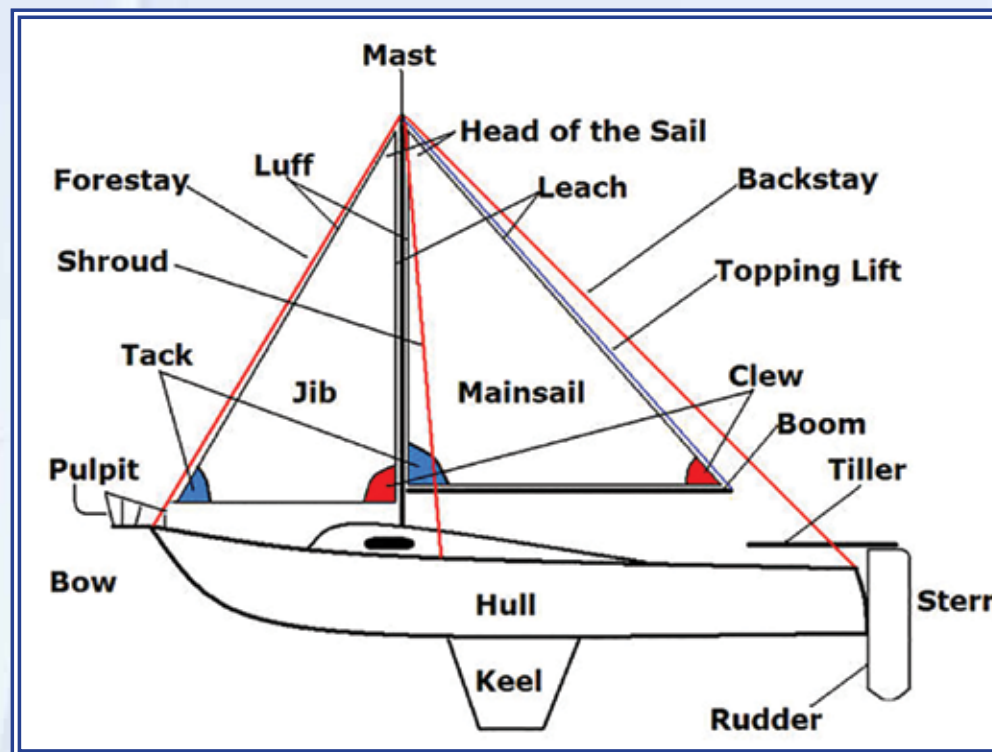 Mast
Head of the Sail
Luff
Forestay
Leach
Backstay
Shroud
Topping Lift
Tack
Jib
Mainsail
Clew
Boom
Pulpit
Tiller
Bow
Hull
Stern
Keel
Rudder